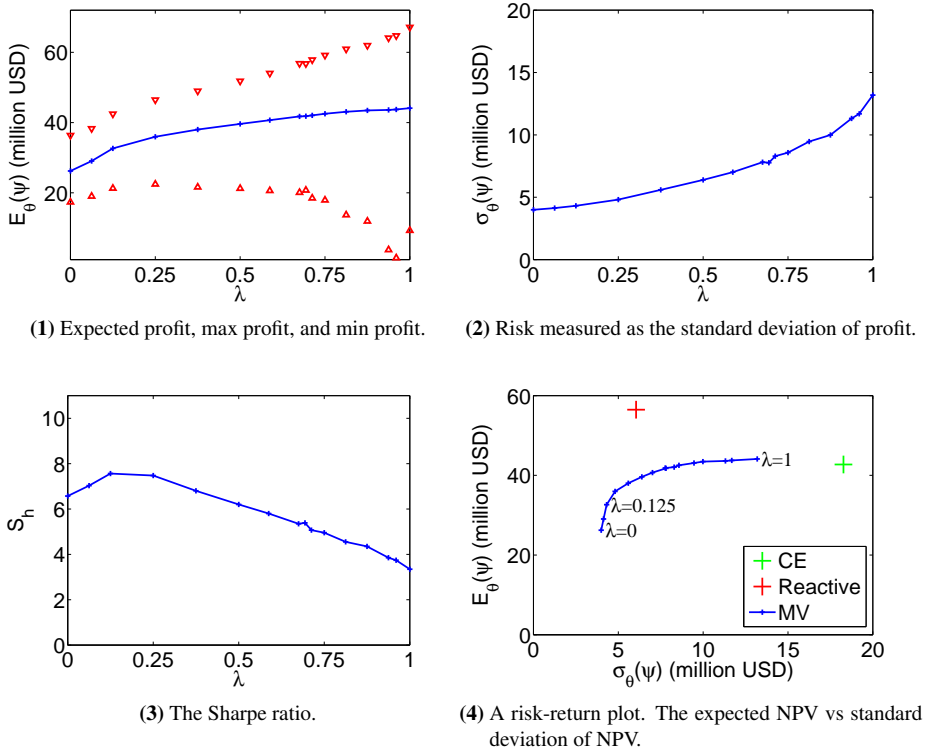 60
40
20
E_θ(ψ) (million USD)
0 0.25 0.5 0.75 1
λ
(1) Expected profit, max profit, and min profit.
20
15
10
5
0
σ_θ(ψ) (million USD)
0 0.25 0.5 0.75 1
λ
(2) Risk measured as the standard deviation of profit.
10
8
6
4
2
0
S_h
0 0.25 0.5 0.75 1
λ
(3) The Sharpe ratio.
60
40
20
0
E_θ(ψ) (million USD)
λ=1
λ=0.125
λ=0
CE
Reactive
MV
0 5 10 15 20
σ_θ(ψ) (million USD)
(4) A risk-return plot. The expected NPV vs standard
deviation of NPV.